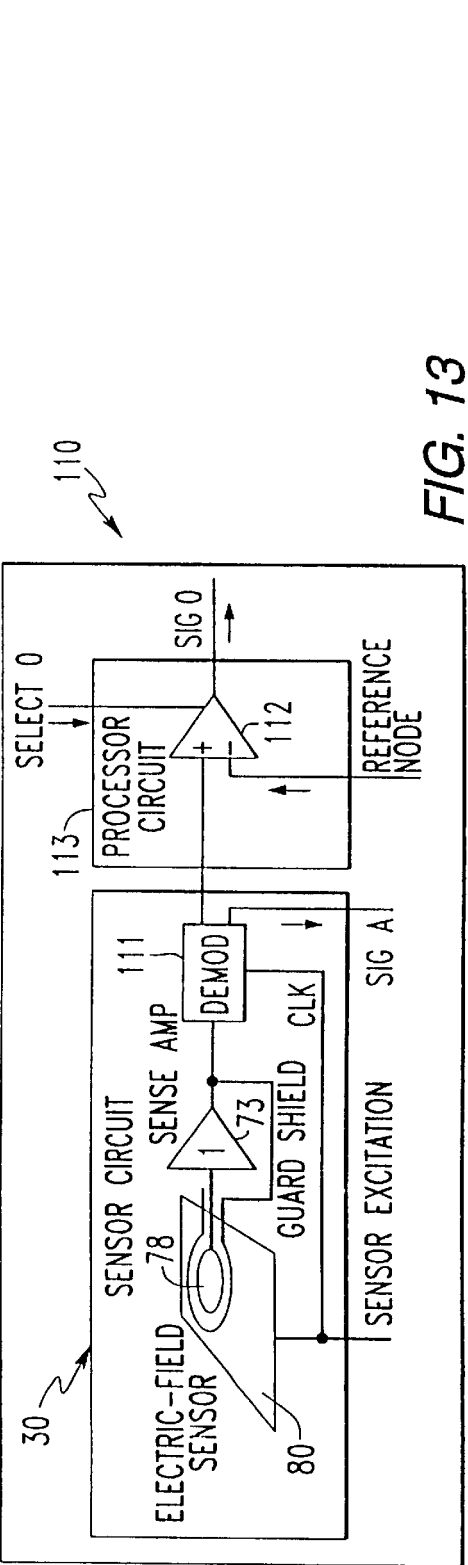 30
SENSOR CIRCUIT
ELECTRIC-FIELD
SENSOR
78
SENSE AMP
1
73
GUARD SHIELD
80
111
DEMOD
CLK
SENSOR EXCITATION
SIG A
113
PROCESSOR
CIRCUIT
SELECT 0
+
−
112
SIG 0
REFERENCE
NODE
110
FIG. 13